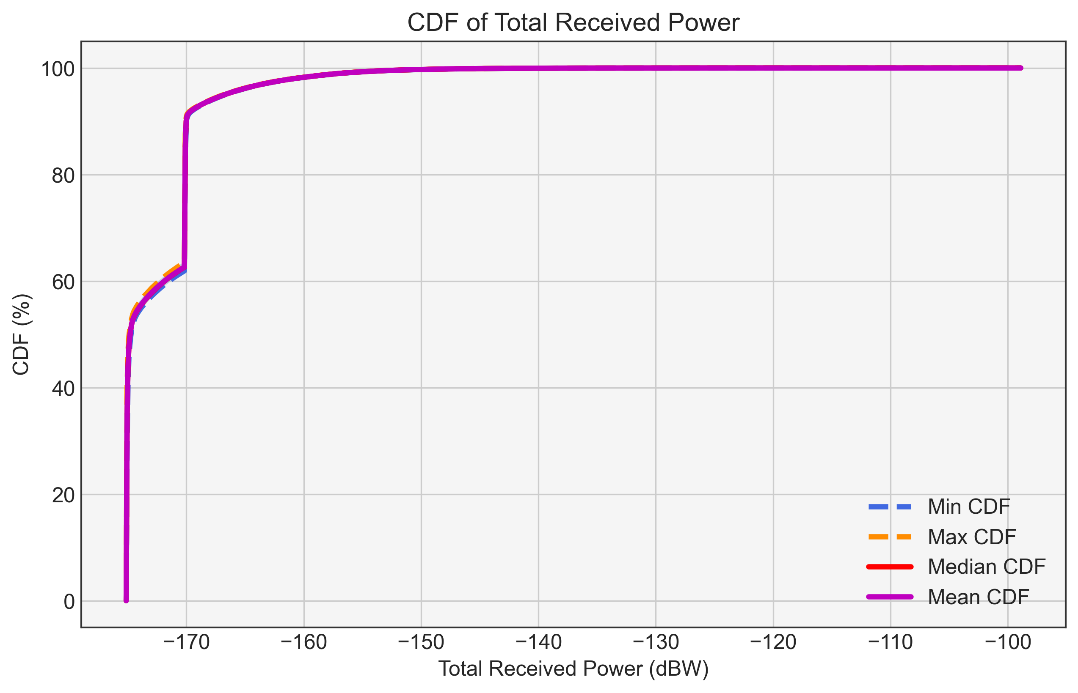 CDF of Total Received Power
100
80
60
40
20
0
CDF (%)
−170
−160
−150
−140
−130
−120
−110
−100
Total Received Power (dBW)
Min CDF
Max CDF
Median CDF
Mean CDF